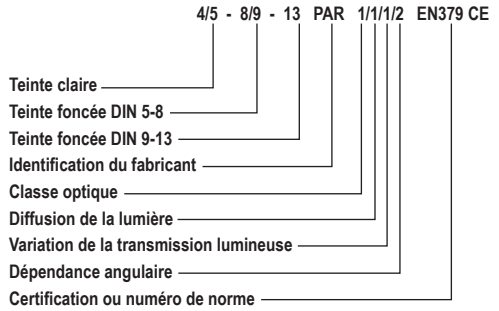 4/5 - 8/9 - 13 PAR 1/1/1/2 EN379 CE
Teinte claire
Teinte foncée DIN 5-8
Teinte foncée DIN 9-13
Identification du fabricant
Classe optique
Diffusion de la lumière
Variation de la transmission lumineuse
Dépendance angulaire
Certification ou numéro de norme